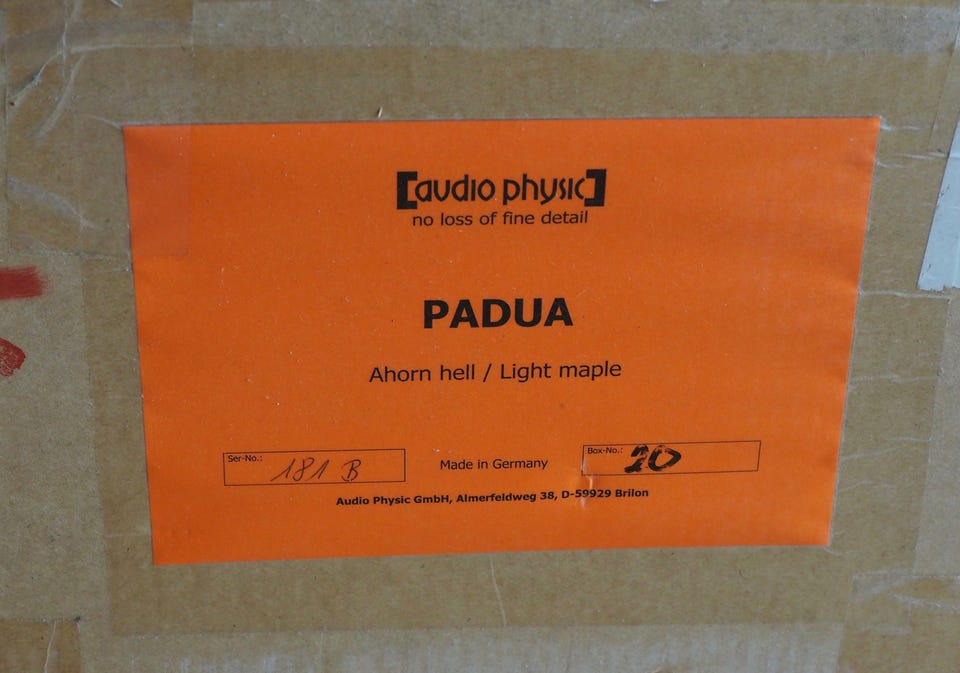 [audio physic]
no loss of fine detail
PADUA
Ahorn hell / Light maple
Ser-No.: 181 B
Made in Germany
Box-No.: 20
Audio Physic GmbH, Almerfeldweg 38, D-59929 Brilon